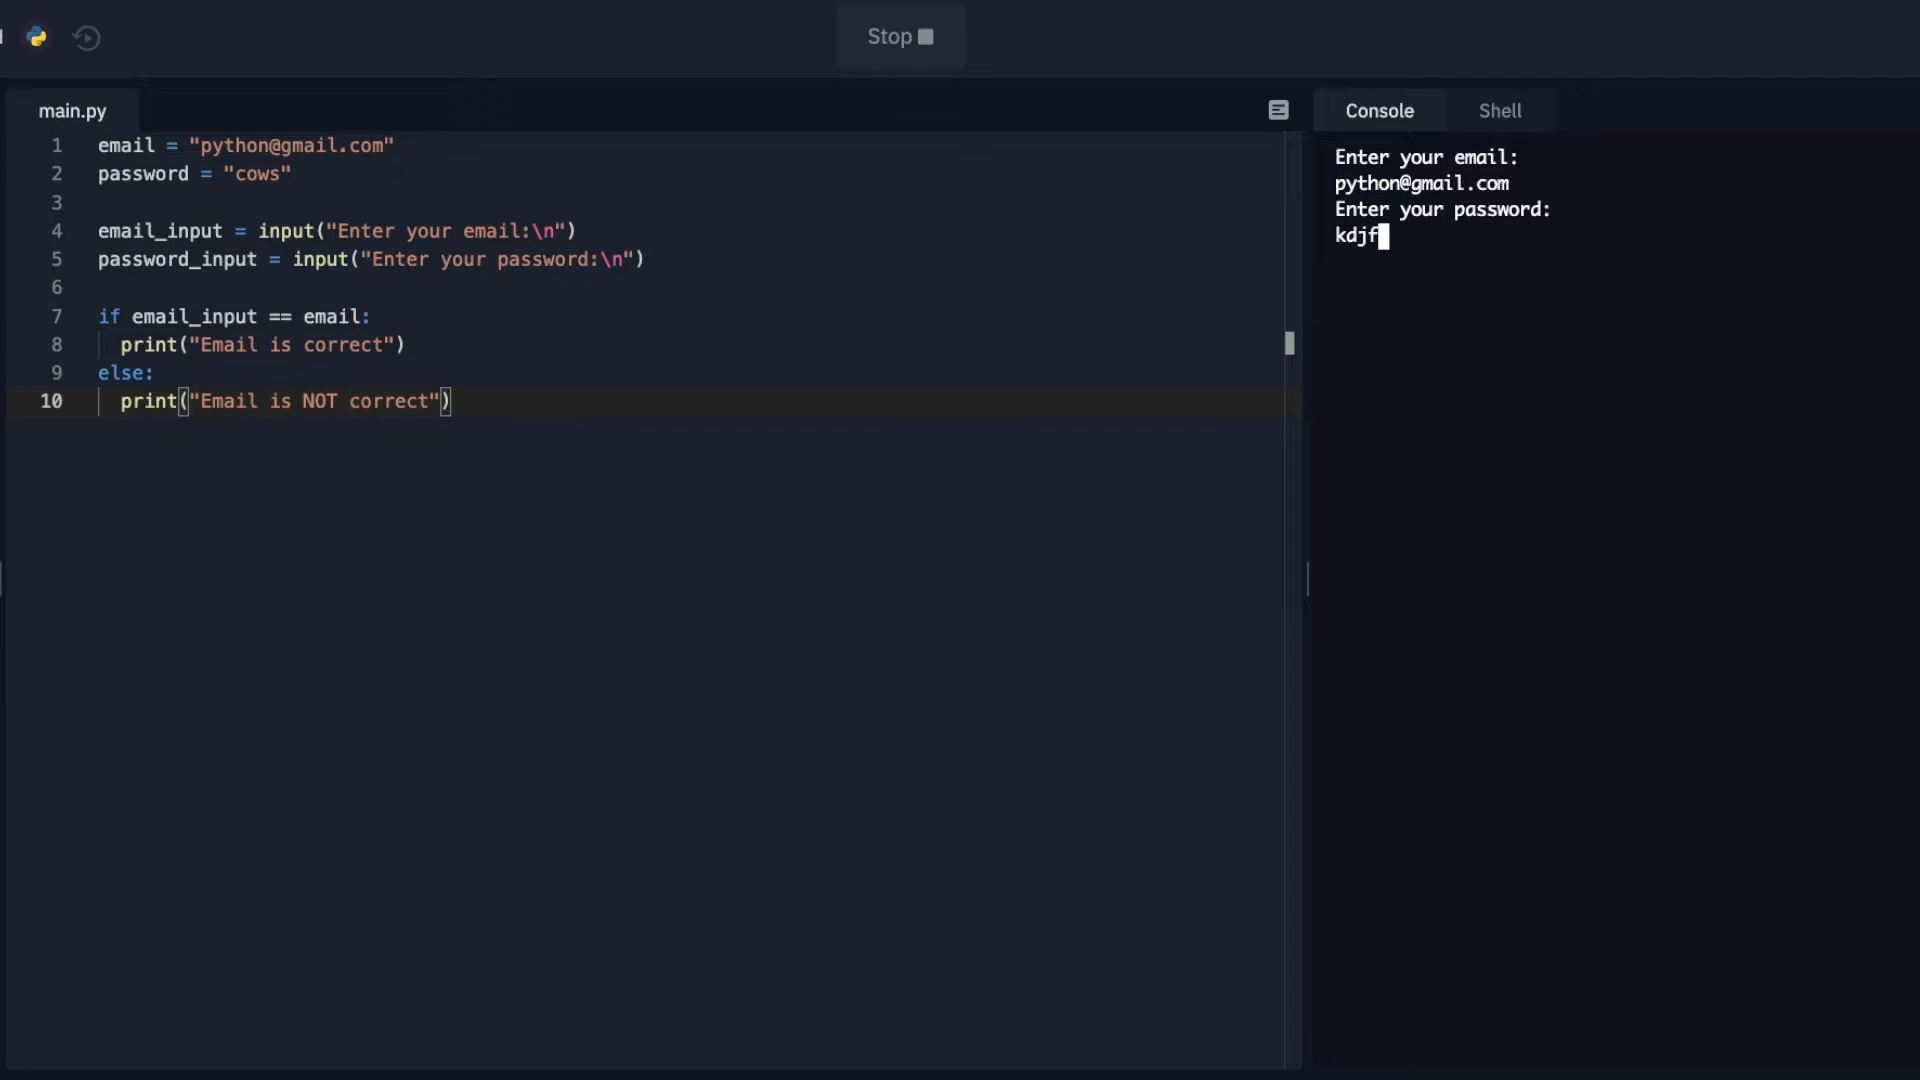 Stop
main.py
1 email = "python@gmail.com"
2 password = "cows"
3
4 email_input = input("Enter your email:\n")
5 password_input = input("Enter your password:\n")
6
7 if email_input == email:
8 print("Email is correct")
9 else:
10 print("Email is NOT correct")
Console Shell
Enter your email:
python@gmail.com
Enter your password:
kdjf